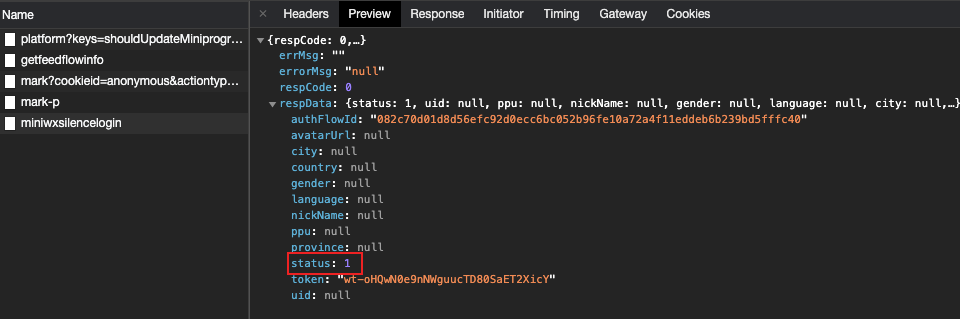 Name
platform?keys=shouldUpdateMiniprogr...
getfeedflowinfo
mark?cookieid=anonymous&actiontyp...
mark-p
miniwxsilencelogin
× Headers Preview Response Initiator Timing Gateway Cookies
▼{respCode: 0,…}
errMsg: ""
errorMsg: "null"
respCode: 0
▼respData: {status: 1, uid: null, ppu: null, nickName: null, gender: null, language: null, city: null,…}
authFlowId: "082c70d01d8d56efc92d0ecc6bc052b96fe10a72a4f11eddeb6b239bd5fffc40"
avatarUrl: null
city: null
country: null
gender: null
language: null
nickName: null
ppu: null
province: null
status: 1
token: "wt-oHQwN0e9nNWguucTD80SaET2XicY"
uid: null